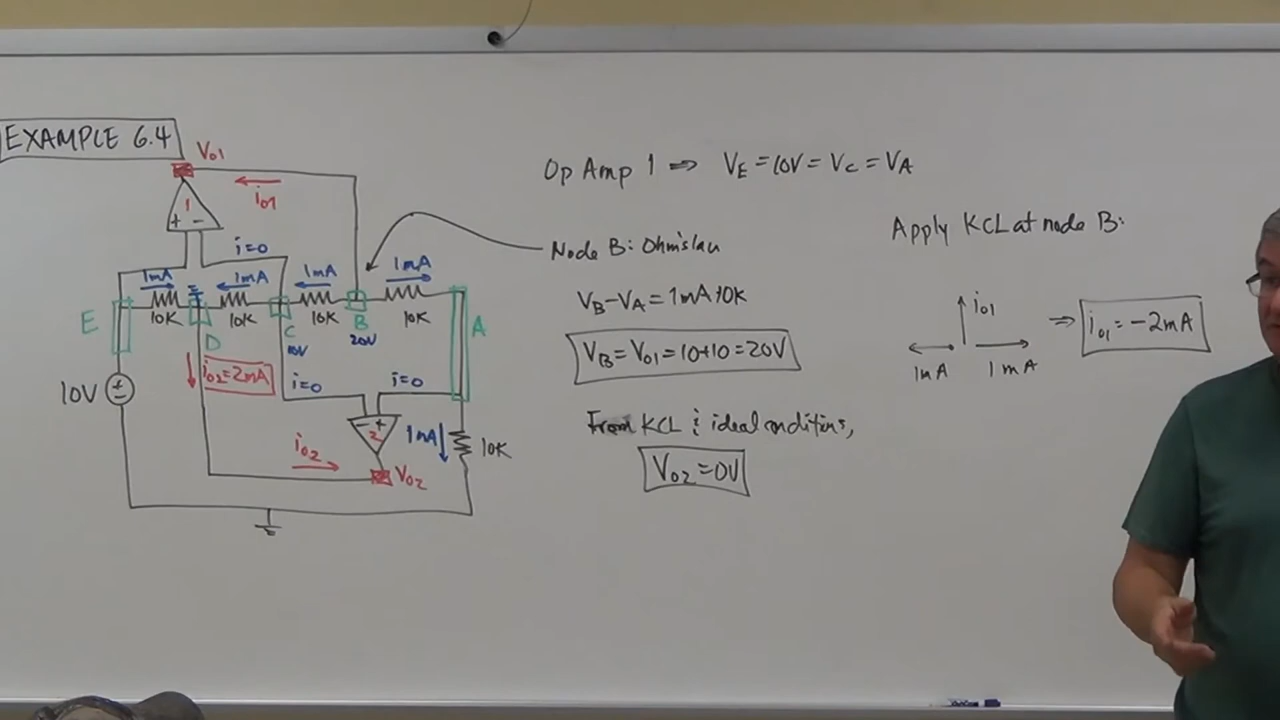 EXAMPLE 6.4
Vo1
1
+ -
io1
i=0
1mA
1mA
1mA
1mA
E
10K
D
10K
C
10V
10K
B
20V
10K
A
10V
+
-
io2=2mA
i=0
i=0
- +
2
1mA
10K
io2
Vo2
Op Amp 1 ⇒ VE=10V=VC=VA
Node B: Ohm's law
VB-VA=1mA*10K
VB=Vo1=10+10=20V
From KCL & ideal conditins,
Vo2=0V
Apply KCL at node B:
io1
1mA
1mA
⇒ io1=-2mA